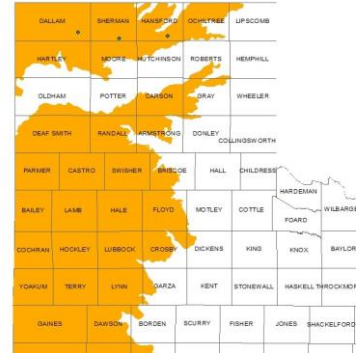 DALLAM SHERMAN HANSFORD OCHILTREE LIPSCOMB
HARTLEY MOORE HUTCHINSON ROBERTS HEMPHILL
OLDHAM POTTER CARSON GRAY WHEELER
DEAF SMITH RANDALL ARMSTRONG DONLEY COLLINGSWORTH
PARMER CASTRO SWISHER BRISCOE HALL CHILDRESS
HARDEMAN
BAILEY LAMB HALE FLOYD MOTLEY COTTLE WILBARGE
FOARD
COCHRAN HOCKLEY LUBBOCK CROSBY DICKENS KING KNOX BAYLOR
YOAKUM TERRY LYNN GARZA KENT STONEWALL HASKELL THROCKMOR
GAINES DAWSON BORDEN SCURRY FISHER JONES SHACKELFORD